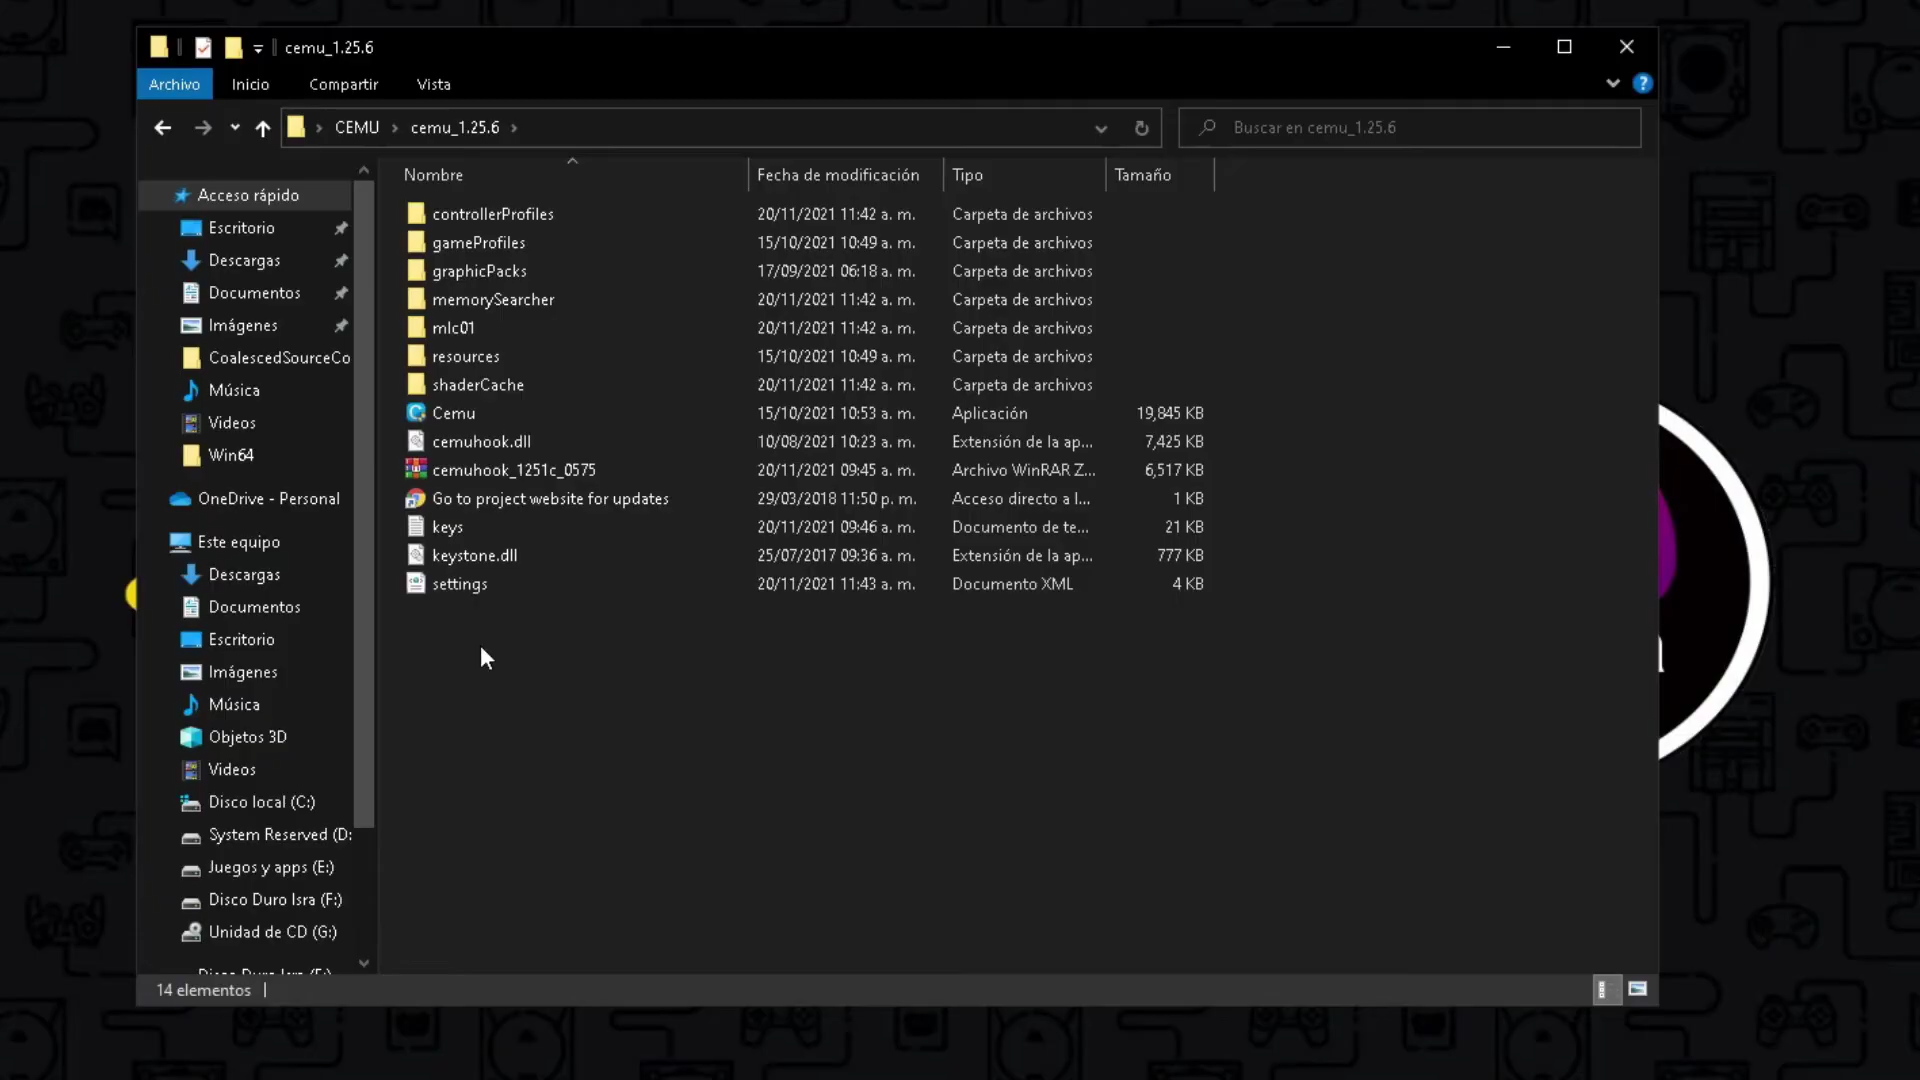 cemu_1.25.6
Archivo Inicio Compartir Vista
CEMU cemu_1.25.6
Buscar en cemu_1.25.6
Nombre Fecha de modificación Tipo Tamaño
Acceso rápido
Escritorio
Descargas
Documentos
Imágenes
CoalescedSourceCo
Música
Videos
Win64
OneDrive - Personal
Este equipo
Descargas
Documentos
Escritorio
Imágenes
Música
Objetos 3D
Videos
Disco local (C:)
System Reserved (D:
Juegos y apps (E:)
Disco Duro Isra (F:)
Unidad de CD (G:)
Disco Duro Isra (F:)
controllerProfiles 20/11/2021 11:42 a. m. Carpeta de archivos
gameProfiles 15/10/2021 10:49 a. m. Carpeta de archivos
graphicPacks 17/09/2021 06:18 a. m. Carpeta de archivos
memorySearcher 20/11/2021 11:42 a. m. Carpeta de archivos
mlc01 20/11/2021 11:42 a. m. Carpeta de archivos
resources 15/10/2021 10:49 a. m. Carpeta de archivos
shaderCache 20/11/2021 11:42 a. m. Carpeta de archivos
Cemu 15/10/2021 10:53 a. m. Aplicación 19,845 KB
cemuhook.dll 10/08/2021 10:23 a. m. Extensión de la ap... 7,425 KB
cemuhook_1251c_0575 20/11/2021 09:45 a. m. Archivo WinRAR Z... 6,517 KB
Go to project website for updates 29/03/2018 11:50 p. m. Acceso directo a I... 1 KB
keys 20/11/2021 09:46 a. m. Documento de te... 21 KB
keystone.dll 25/07/2017 09:36 a. m. Extensión de la ap... 777 KB
settings 20/11/2021 11:43 a. m. Documento XML 4 KB
14 elementos